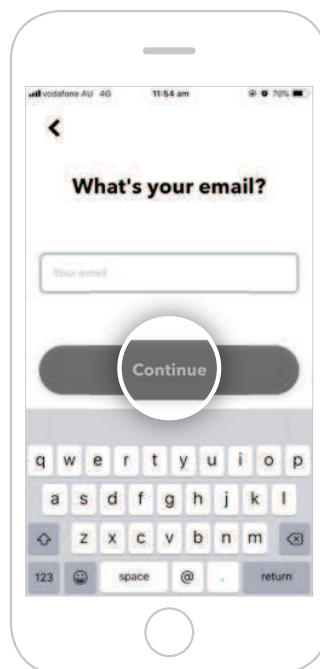 vodafone AU 4G 11:54 am 70%
What's your email?
Your email
Continue
q w e r t y u i o p
a s d f g h j k l
z x c v b n m
123 space @ . return